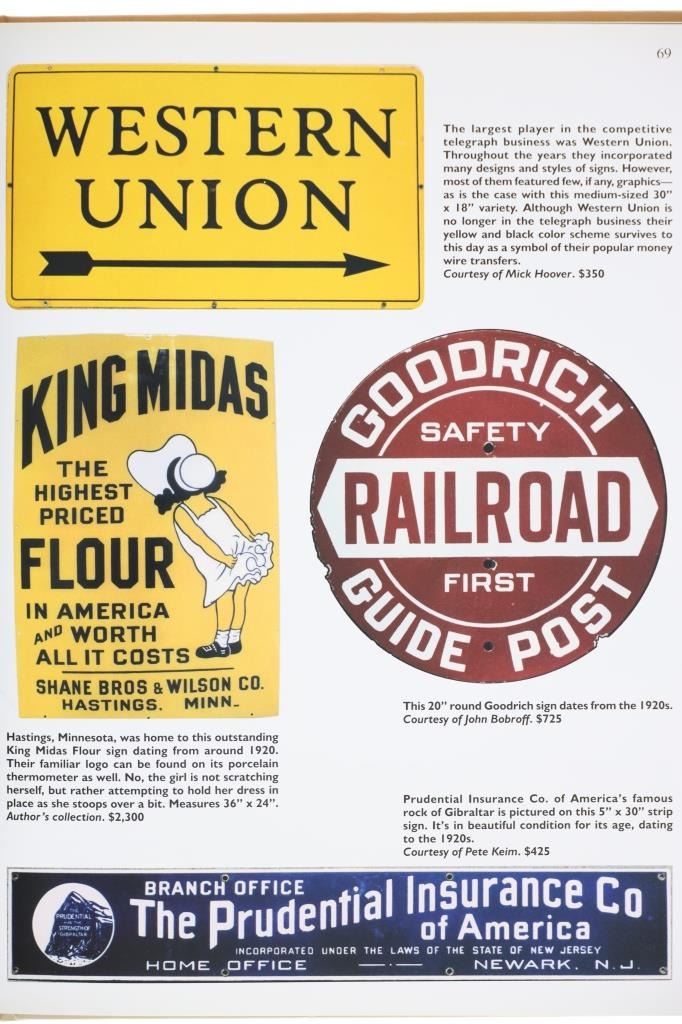 69
WESTERN
UNION
The largest player in the competitive
telegraph business was Western Union.
Throughout the years they incorporated
many designs and styles of signs. However,
most of them featured few, if any, graphics—
as is the case with this medium-sized 30”
x 18” variety. Although Western Union is
no longer in the telegraph business their
yellow and black color scheme survives to
this day as a symbol of their popular money
wire transfers.
Courtesy of Mick Hoover. $350
KING MIDAS
THE
HIGHEST
PRICED
FLOUR
IN AMERICA
AND WORTH
ALL IT COSTS
SHANE BROS & WILSON CO.
HASTINGS. MINN.
GOODRICH
SAFETY
RAILROAD
FIRST
GUIDE POST
This 20” round Goodrich sign dates from the 1920s.
Courtesy of John Bobroff. $725
Hastings, Minnesota, was home to this outstanding
King Midas Flour sign dating from around 1920.
Their familiar logo can be found on its porcelain
thermometer as well. No, the girl is not scratching
herself, but rather attempting to hold her dress in
place as she stoops over a bit. Measures 36” x 24”.
Author’s collection. $2,300
Prudential Insurance Co. of America’s famous
rock of Gibraltar is pictured on this 5” x 30” strip
sign. It’s in beautiful condition for its age, dating
to the 1920s.
Courtesy of Pete Keim. $425
THE
PRUDENTIAL
HAS THE
STRENGTH OF
GIBRALTAR
BRANCH OFFICE
The Prudential Insurance Co
of America
INCORPORATED UNDER THE LAWS OF THE STATE OF NEW JERSEY
HOME OFFICE — · — NEWARK, N.J.